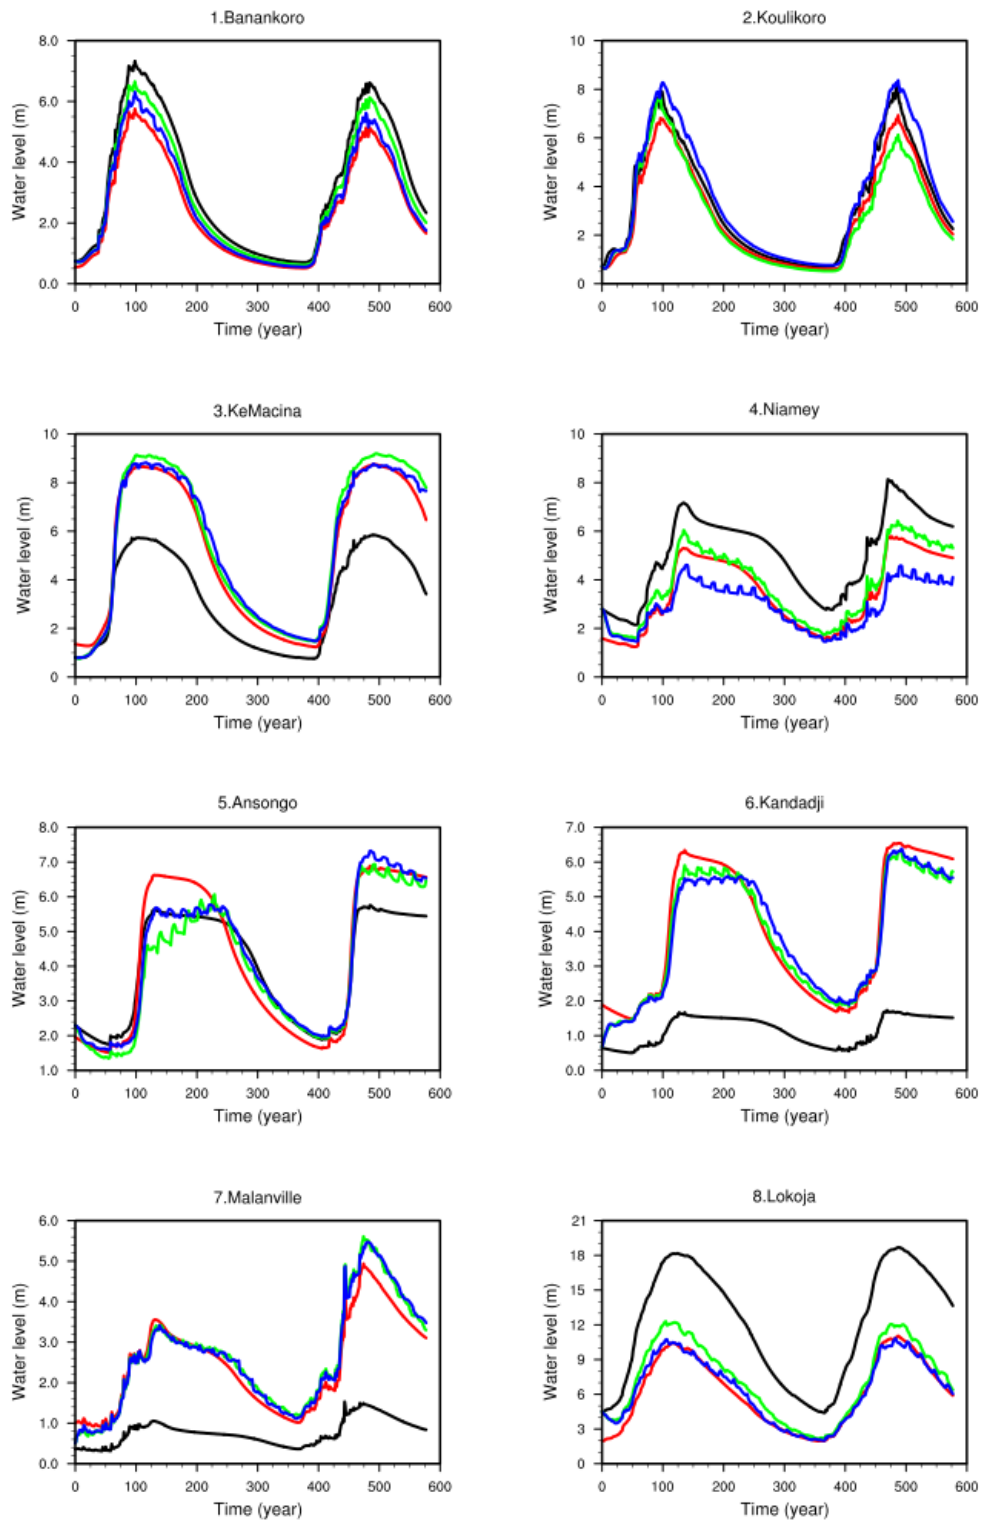 1.Banankoro
8.0
6.0
4.0
2.0
0.0
Water level (m)
0 100 200 300 400 500 600
Time (year)
2.Koulikoro
10
8
6
4
2
0
Water level (m)
0 100 200 300 400 500 600
Time (year)
3.KeMacina
10
8
6
4
2
0
Water level (m)
0 100 200 300 400 500 600
Time (year)
4.Niamey
10
8
6
4
2
0
Water level (m)
0 100 200 300 400 500 600
Time (year)
5.Ansongo
8.0
7.0
6.0
5.0
4.0
3.0
2.0
1.0
Water level (m)
0 100 200 300 400 500 600
Time (year)
6.Kandadji
7.0
6.0
5.0
4.0
3.0
2.0
1.0
0.0
Water level (m)
0 100 200 300 400 500 600
Time (year)
7.Malanville
6.0
5.0
4.0
3.0
2.0
1.0
0.0
Water level (m)
0 100 200 300 400 500 600
Time (year)
8.Lokoja
21
18
15
12
9
6
3
0
Water level (m)
0 100 200 300 400 500 600
Time (year)